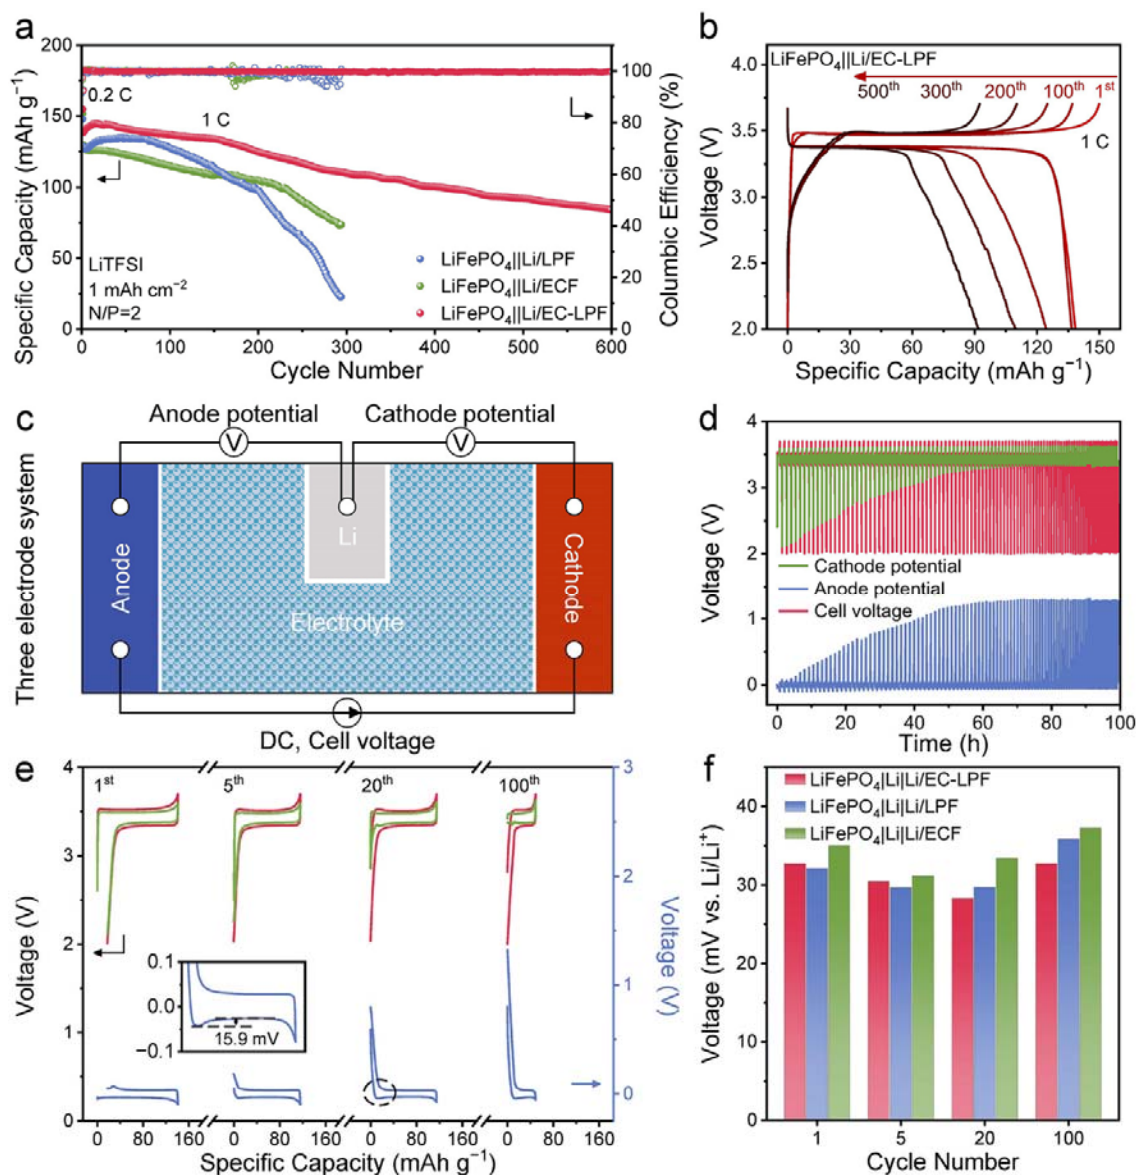 a
200
150
100
50
0
Specific Capacity (mAh g⁻¹)
0.2 C
1 C
LiTFSI
1 mAh cm⁻²
N/P=2
LiFePO₄||Li/LPF
LiFePO₄||Li/ECF
LiFePO₄||Li/EC-LPF
0 100 200 300 400 500 600
Cycle Number
100
80
60
40
20
0
Columbic Efficiency (%)
b
LiFePO₄||Li/EC-LPF
500ᵗʰ 300ᵗʰ 200ᵗʰ 100ᵗʰ 1ˢᵗ
1 C
4.0
3.5
3.0
2.5
2.0
Voltage (V)
0 30 60 90 120 150
Specific Capacity (mAh g⁻¹)
c
Anode potential
Cathode potential
V
V
Three electrode system
Anode
Li
Electrolyte
Cathode
DC, Cell voltage
d
4
3
2
1
0
Voltage (V)
Cathode potential
Anode potential
Cell voltage
0 20 40 60 80 100
Time (h)
e
1ˢᵗ
5ᵗʰ
20ᵗʰ
100ᵗʰ
4
3
2
1
0
Voltage (V)
0.1
0.0
−0.1
15.9 mV
3
2
1
0
Voltage (V)
0 80 160 0 80 160 0 80 160 0 80 160
Specific Capacity (mAh g⁻¹)
f
LiFePO₄|Li|Li/EC-LPF
LiFePO₄|Li|Li/LPF
LiFePO₄|Li|Li/ECF
40
30
20
10
0
Voltage (mV vs. Li/Li⁺)
1 5 20 100
Cycle Number